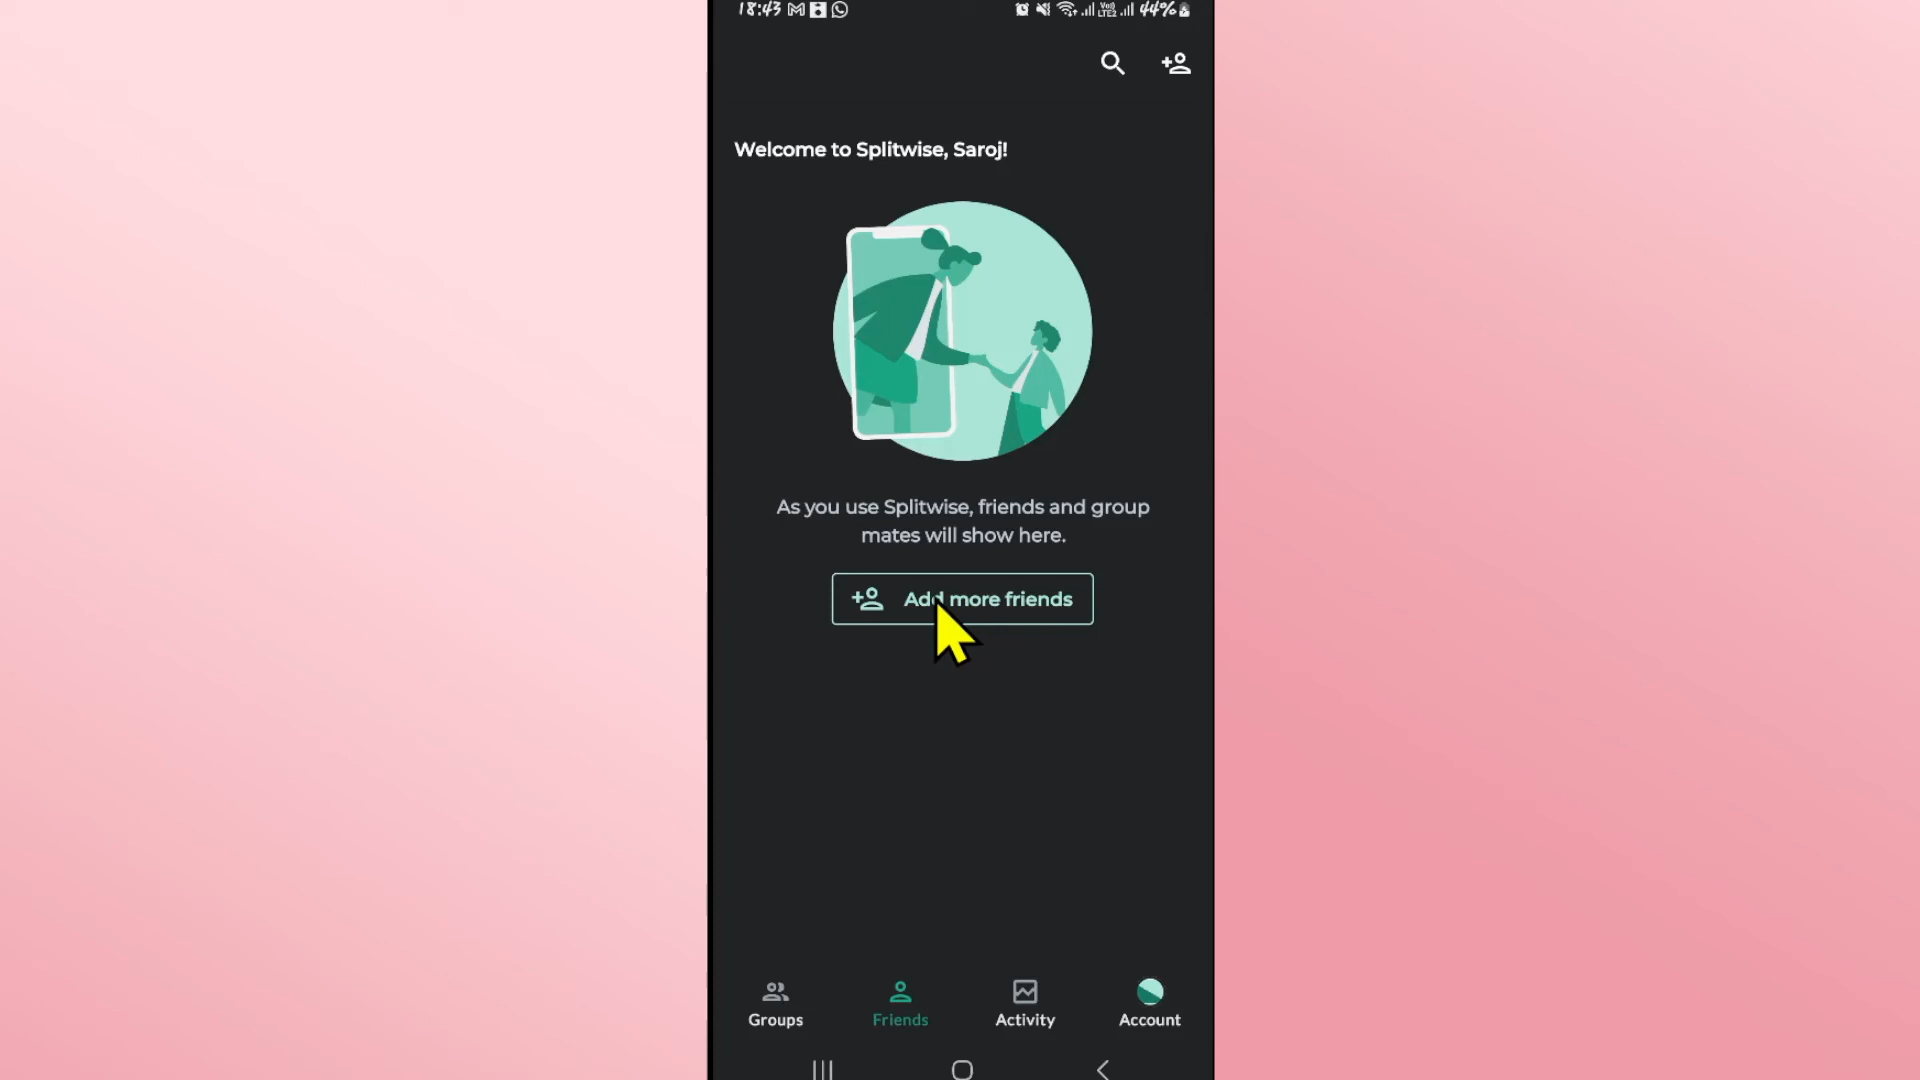 18:43 44%
Welcome to Splitwise, Saroj!
As you use Splitwise, friends and group
mates will show here.
Add more friends
Groups Friends Activity Account